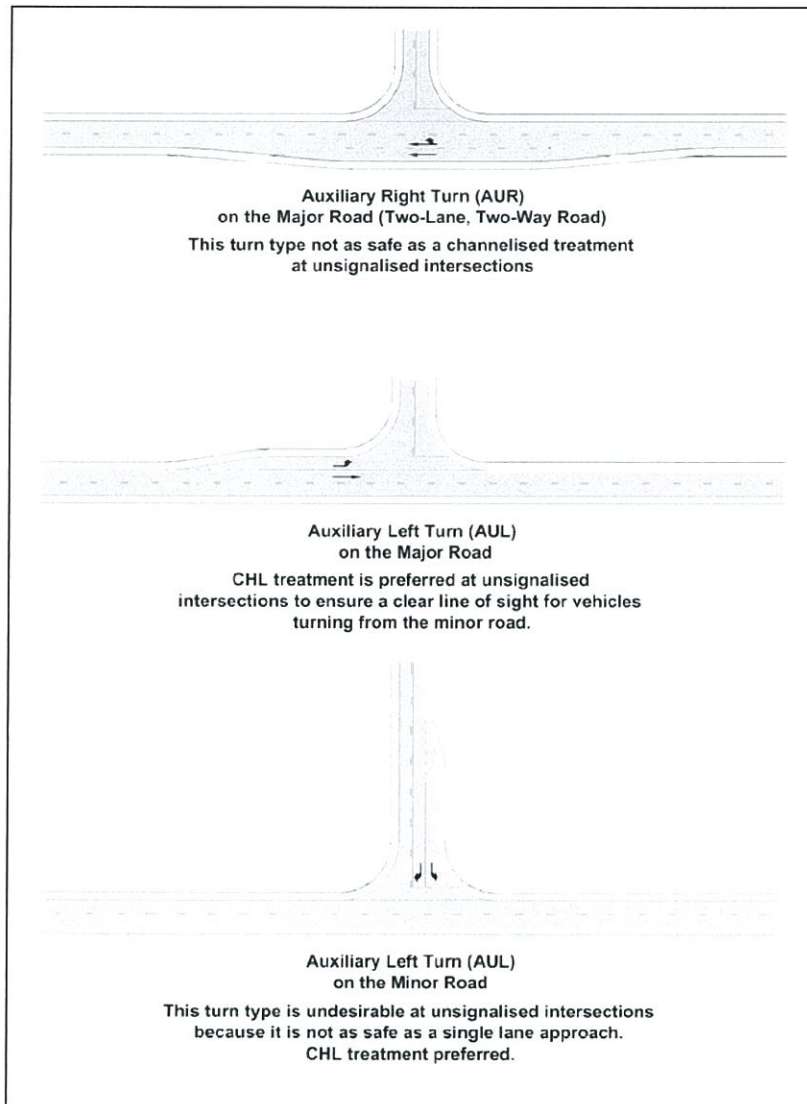 Auxiliary Right Turn (AUR)
on the Major Road (Two-Lane, Two-Way Road)
This turn type not as safe as a channelised treatment
at unsignalised intersections
Auxiliary Left Turn (AUL)
on the Major Road
CHL treatment is preferred at unsignalised
intersections to ensure a clear line of sight for vehicles
turning from the minor road.
Auxiliary Left Turn (AUL)
on the Minor Road
This turn type is undesirable at unsignalised intersections
because it is not as safe as a single lane approach.
CHL treatment preferred.